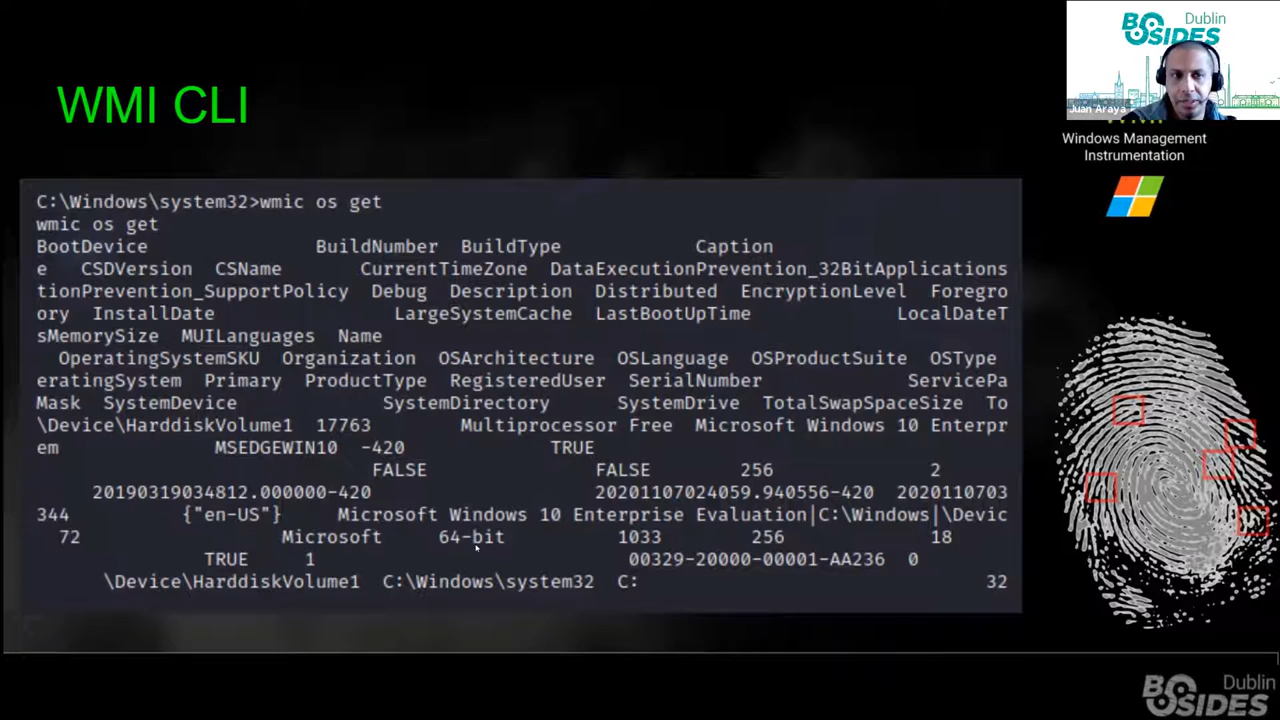 BSIDES Dublin
Juan Araya
WMI CLI
Windows Management
Instrumentation
C:\Windows\system32>wmic os get
wmic os get
BootDevice BuildNumber BuildType Caption
e CSDVersion CSName CurrentTimeZone DataExecutionPrevention_32BitApplications
tionPrevention_SupportPolicy Debug Description Distributed EncryptionLevel Foregro
ory InstallDate LargeSystemCache LastBootUpTime LocalDateT
sMemorySize MUILanguages Name
OperatingSystemSKU Organization OSArchitecture OSLanguage OSProductSuite OSType
eratingSystem Primary ProductType RegisteredUser SerialNumber ServicePa
Mask SystemDevice SystemDirectory SystemDrive TotalSwapSpaceSize To
\Device\HarddiskVolume1 17763 Multiprocessor Free Microsoft Windows 10 Enterpr
em MSEDGEWIN10 -420 TRUE
FALSE FALSE 256 2
20190319034812.000000-420 20201107024059.940556-420 2020110703
344 {"en-US"} Microsoft Windows 10 Enterprise Evaluation|C:\Windows|\Devic
72 Microsoft 64-bit 1033 256 18
TRUE 1 00329-20000-00001-AA236 0
\Device\HarddiskVolume1 C:\Windows\system32 C: 32
BSIDES Dublin